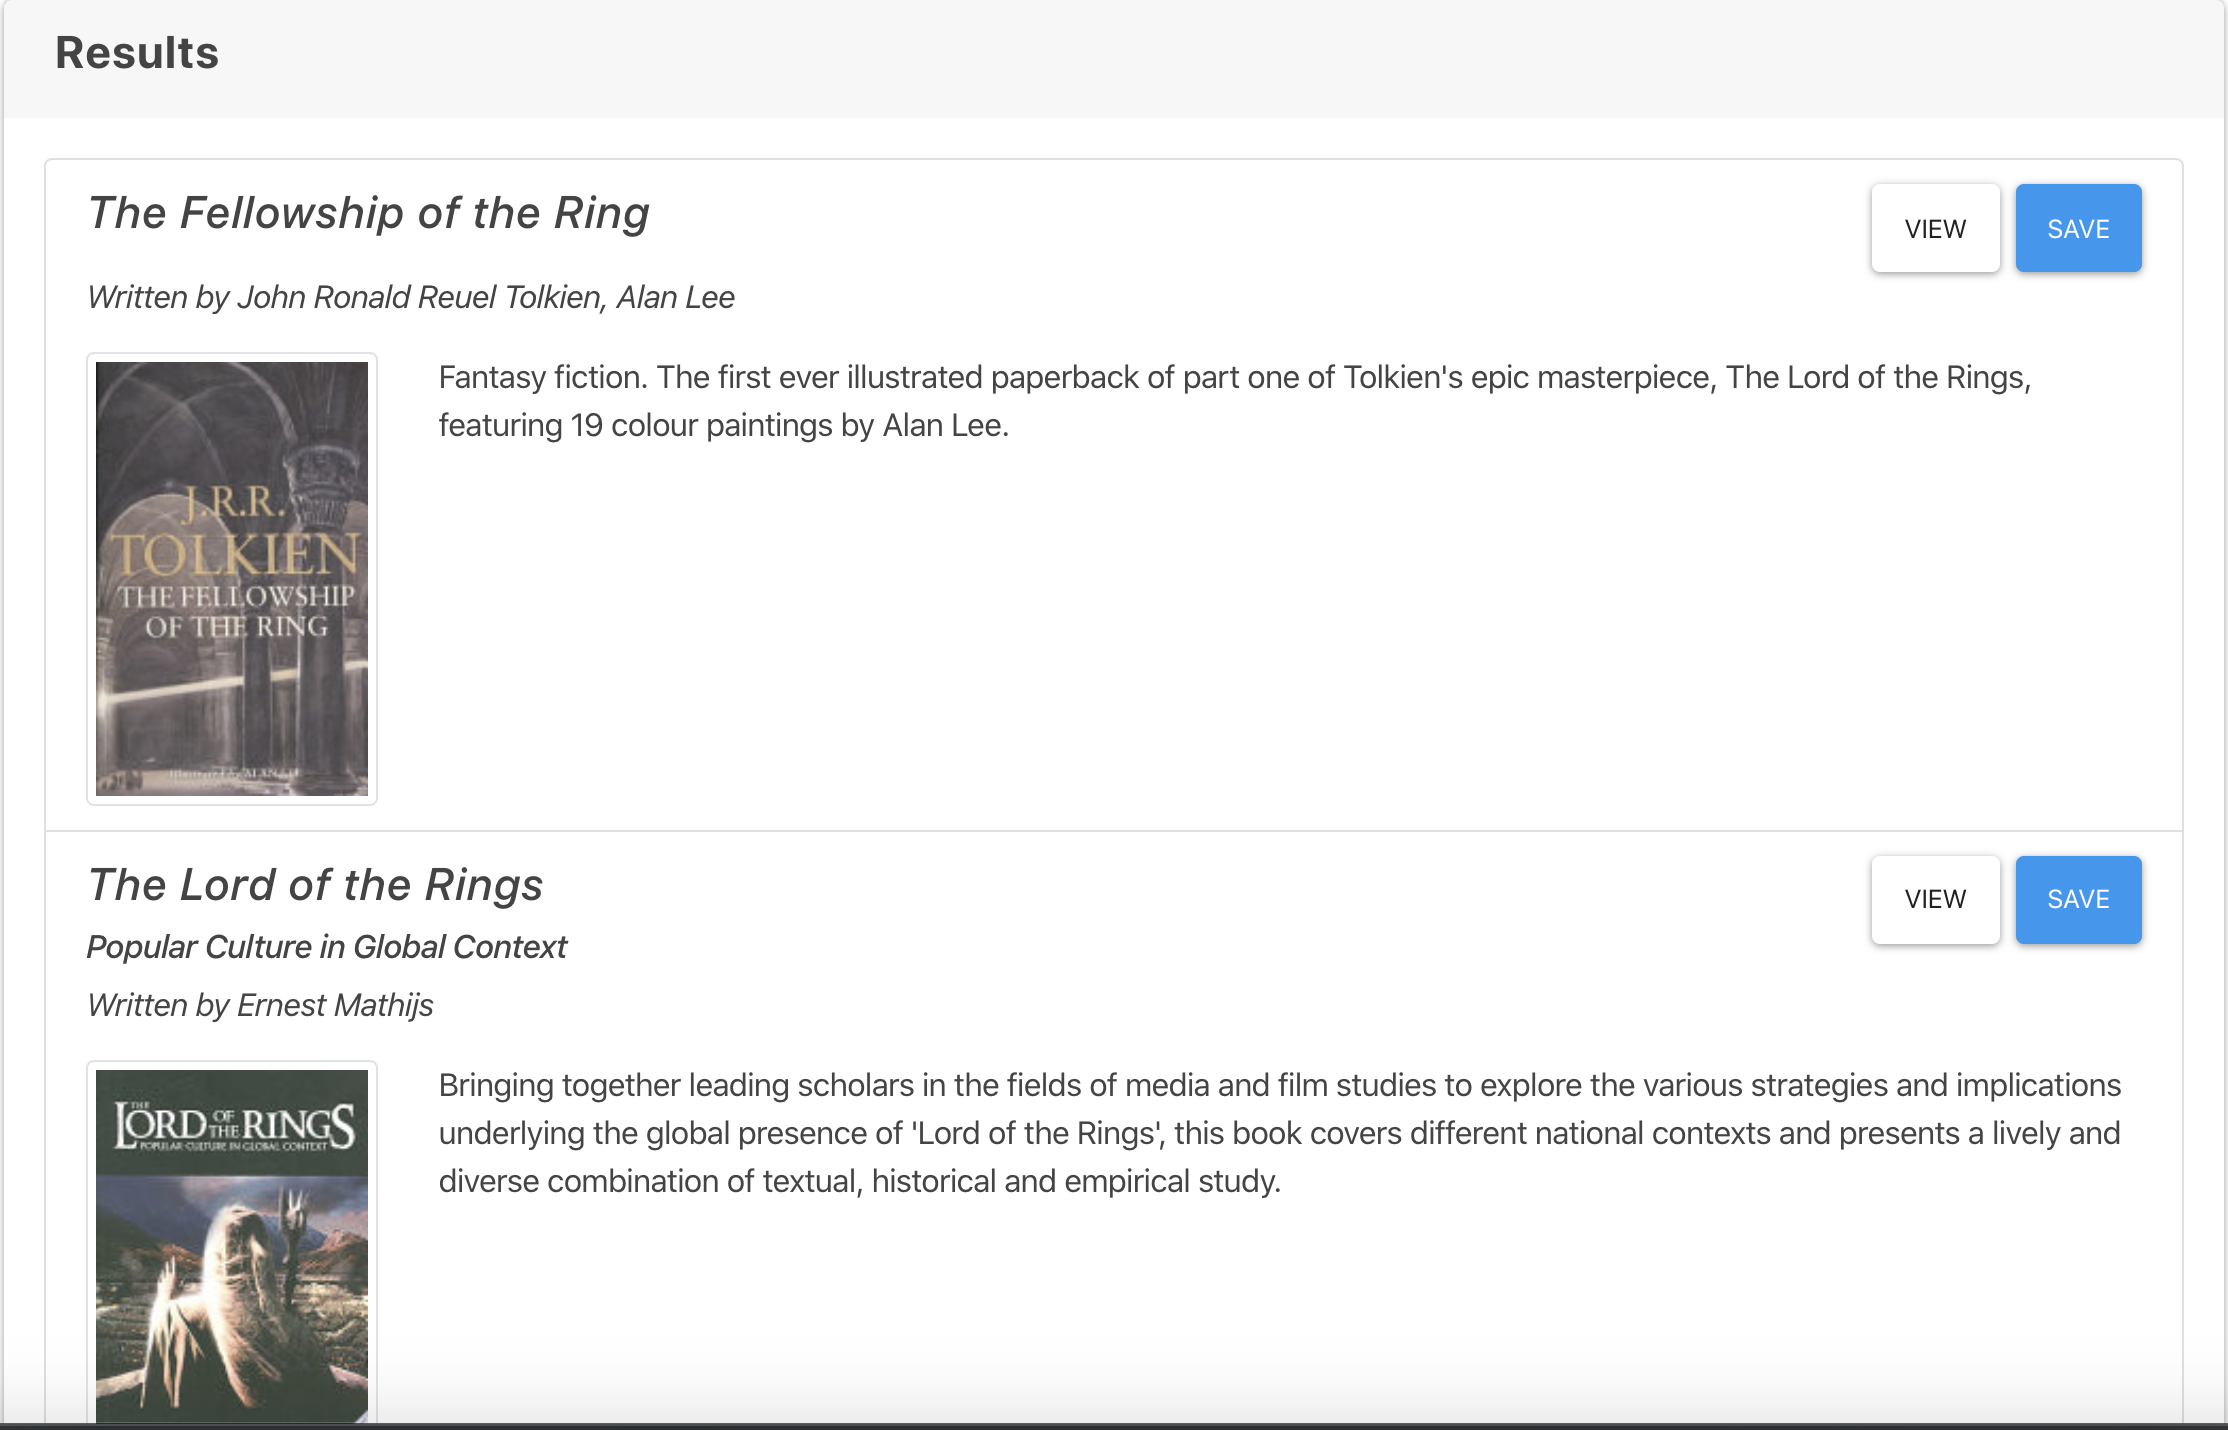 Results
The Fellowship of the Ring
VIEW
SAVE
Written by John Ronald Reuel Tolkien, Alan Lee
Fantasy fiction. The first ever illustrated paperback of part one of Tolkien's epic masterpiece, The Lord of the Rings,
featuring 19 colour paintings by Alan Lee.
J.R.R.
TOLKIEN
THE FELLOWSHIP
OF THE RING
Illustrated by ALAN LEE
The Lord of the Rings
VIEW
SAVE
Popular Culture in Global Context
Written by Ernest Mathijs
Bringing together leading scholars in the fields of media and film studies to explore the various strategies and implications
underlying the global presence of 'Lord of the Rings', this book covers different national contexts and presents a lively and
diverse combination of textual, historical and empirical study.
THE LORD OF THE RINGS
POPULAR CULTURE IN GLOBAL CONTEXT